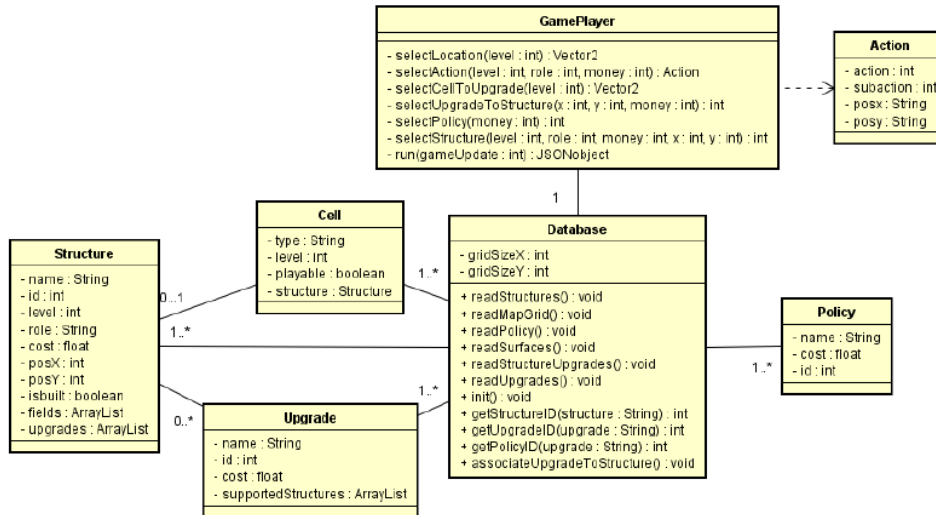 GamePlayer
- selectLocation(level : int) : Vector2
- selectAction(level : int, role : int, money : int) : Action
- selectCellToUpgrade(level : int) : Vector2
- selectUpgradeToStructure(x : int, y : int, money : int) : int
- selectPolicy(money : int) : int
- selectStructure(level : int, role : int, money : int, x : int, y : int) : int
- run(gameUpdate : int) : JSONobject
Action
- action : int
- subaction : int
- posx : String
- posy : String
1
Cell
- type : String
- level : int
- playable : boolean
- structure : Structure
1..*
Structure
- name : String
- id : int
- level : int
- role : String
- cost : float
- posX : int
- posY : int
- isbuilt : boolean
- fields : ArrayList
- upgrades : ArrayList
0...1
1..*
0..*
Database
- gridSizeX : int
- gridSizeY : int
+ readStructures() : void
+ readMapGrid() : void
+ readPolicy() : void
+ readSurfaces() : void
+ readStructureUpgrades() : void
+ readUpgrades() : void
+ init() : void
+ getStructureID(structure : String) : int
+ getUpgradeID(upgrade : String) : int
+ getPolicyID(upgrade : String) : int
+ associateUpgradeToStructure() : void
Policy
- name : String
- cost : float
- id : int
1..*
1..*
Upgrade
- name : String
- id : int
- cost : float
- supportedStructures : ArrayList